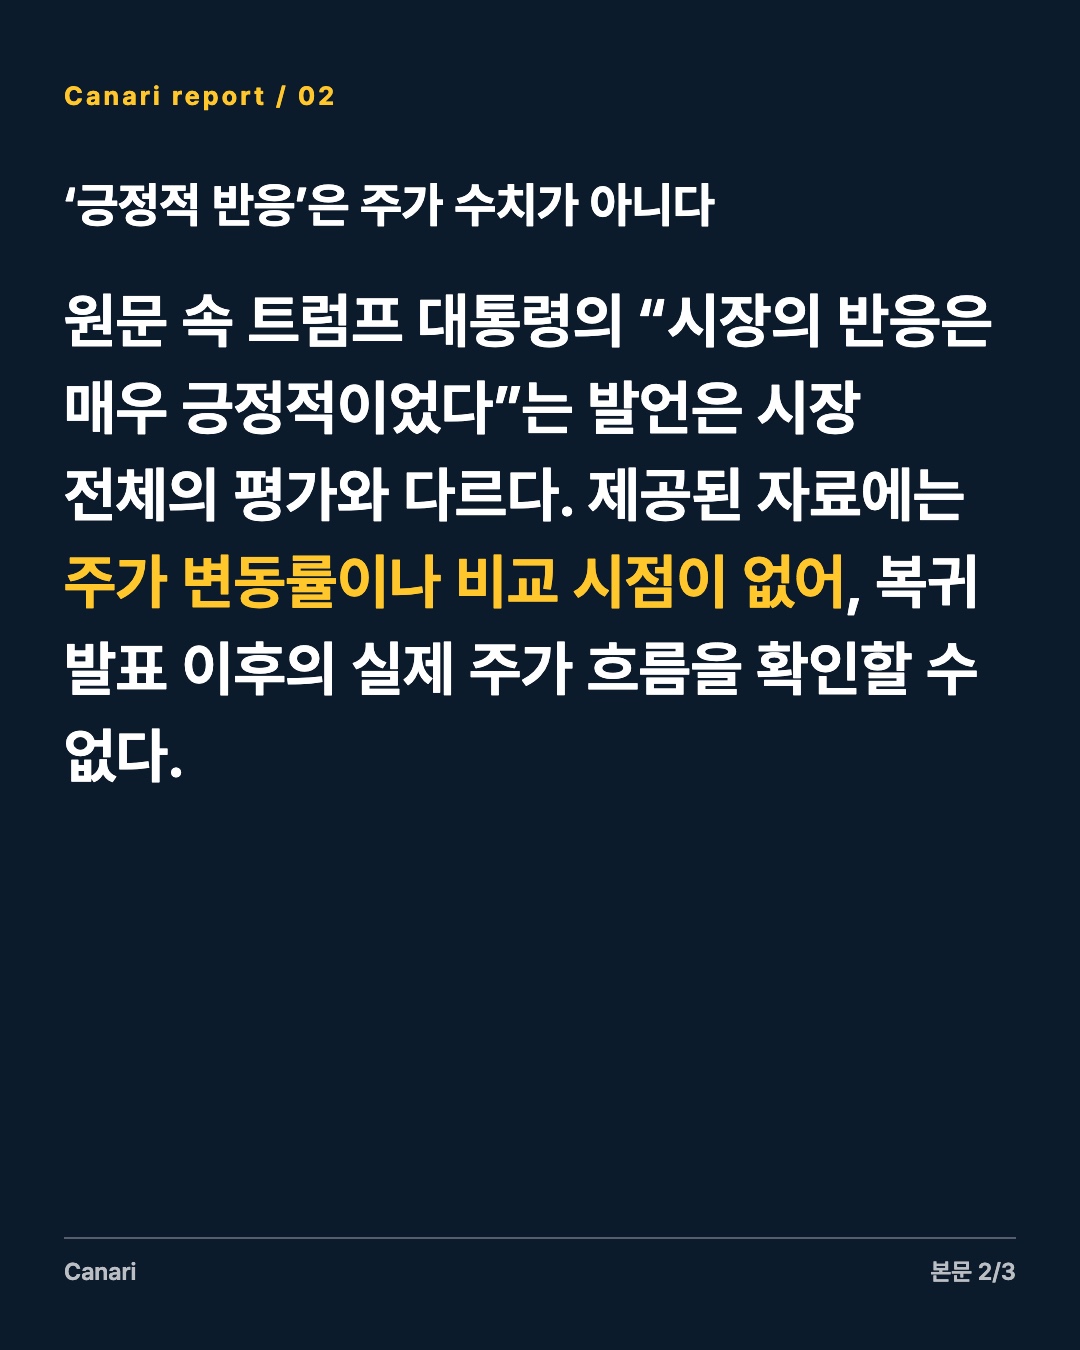 Canari report / 02
‘긍정적 반응’은 주가 수치가 아니다
원문 속 트럼프 대통령의 “시장의 반응은
매우 긍정적이었다”는 발언은 시장
전체의 평가와 다르다. 제공된 자료에는
주가 변동률이나 비교 시점이 없어, 복귀
발표 이후의 실제 주가 흐름을 확인할 수
없다.
Canari
본문 2/3